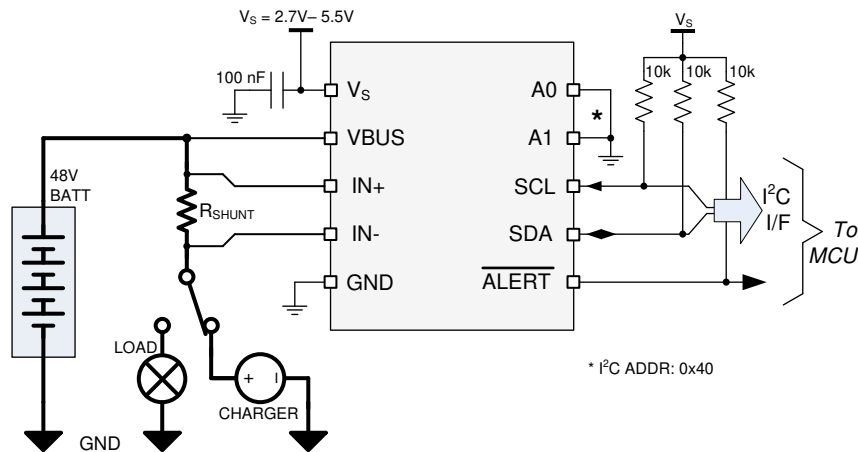 V_S = 2.7V– 5.5V
V_S
100 nF
10k
10k
10k
V_S
A0
*
VBUS
A1
48V
BATT
IN+
SCL
I²C
I/F
R_SHUNT
To
MCU
IN-
SDA
GND
ALERT
LOAD
+
I
* I²C ADDR: 0x40
CHARGER
GND